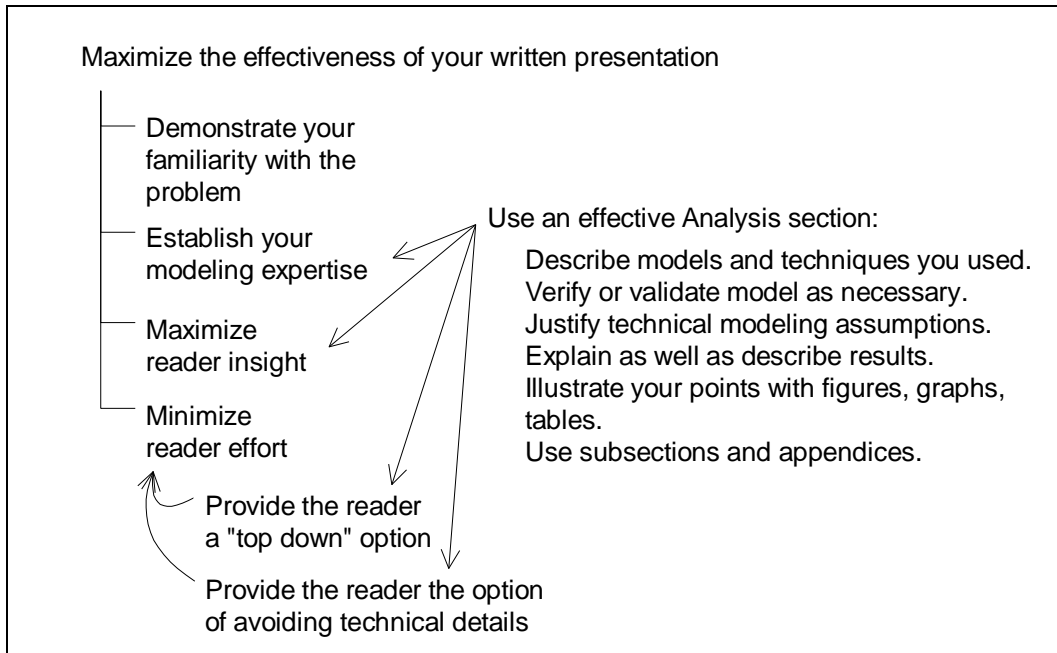 Maximize the effectiveness of your written presentation
Demonstrate your
familiarity with the
problem
Establish your
modeling expertise
Maximize
reader insight
Minimize
reader effort
Provide the reader
a "top down" option
Provide the reader the option
of avoiding technical details
Use an effective Analysis section:
Describe models and techniques you used.
Verify or validate model as necessary.
Justify technical modeling assumptions.
Explain as well as describe results.
Illustrate your points with figures, graphs,
tables.
Use subsections and appendices.